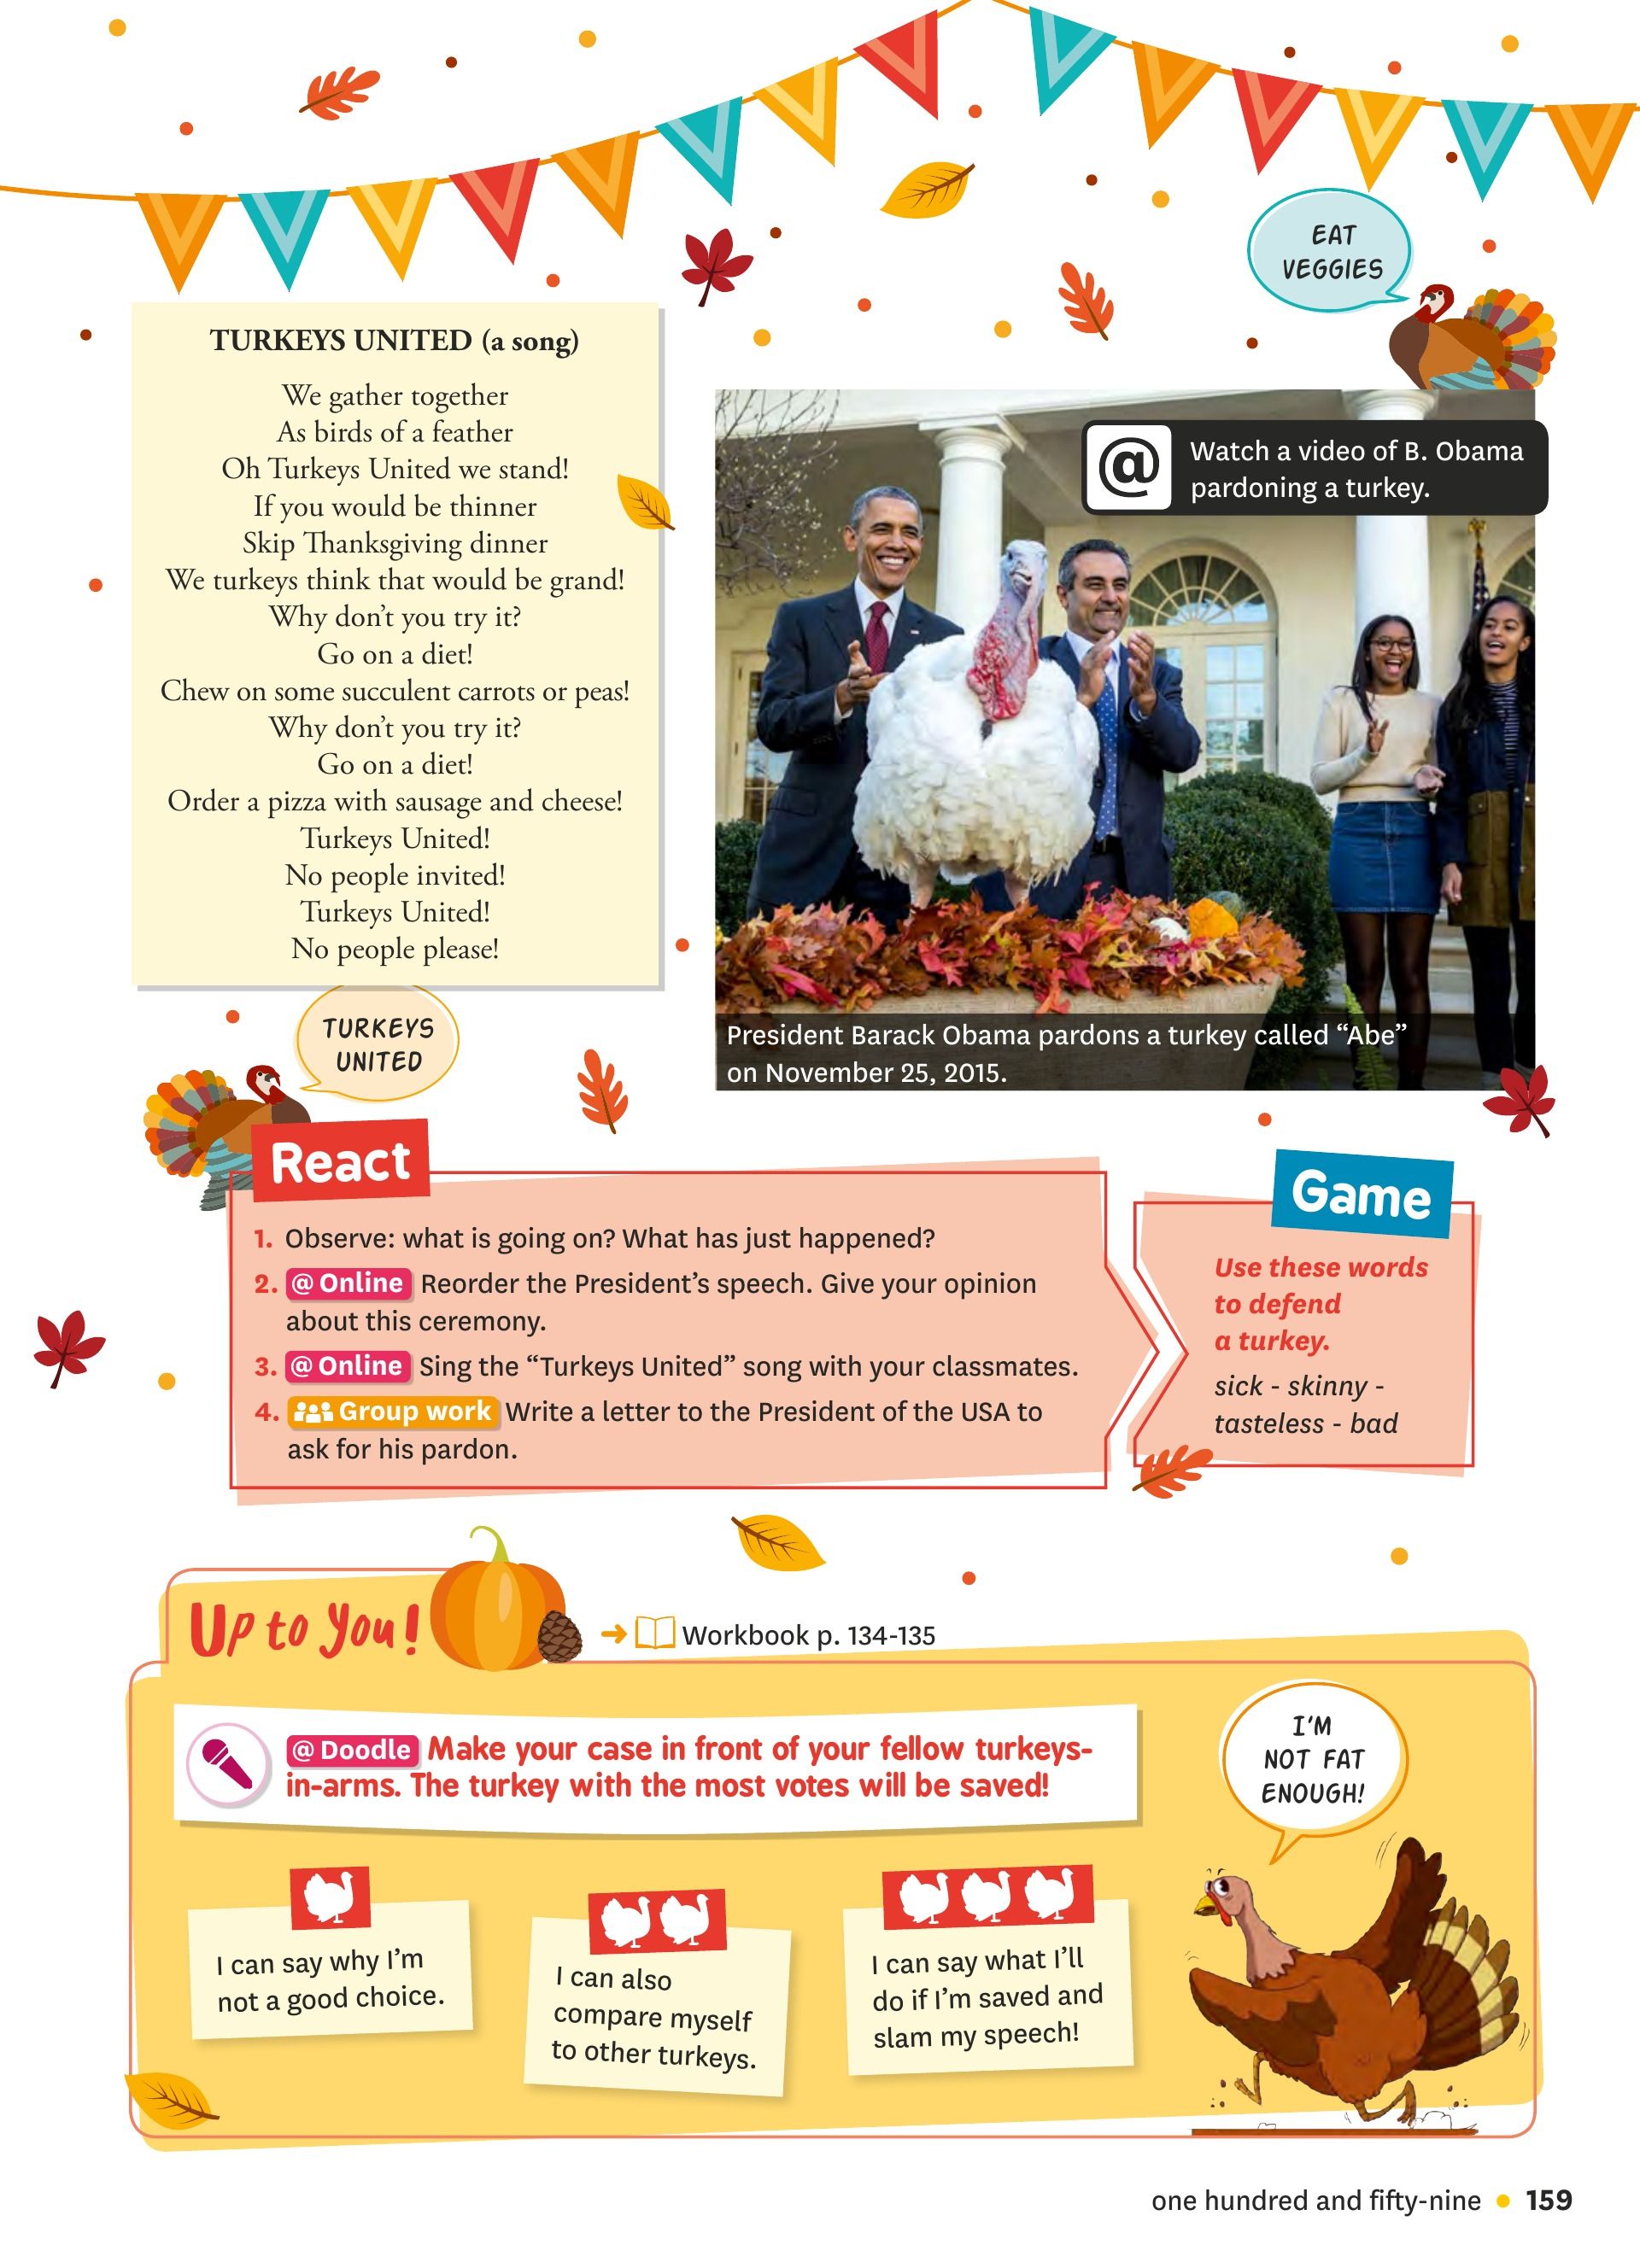 EAT
VEGGIES
TURKEYS UNITED (a song)
We gather together
As birds of a feather
Oh Turkeys United we stand!
If you would be thinner
Skip Thanksgiving dinner
We turkeys think that would be grand!
Why don't you try it?
Go on a diet!
Chew on some succulent carrots or peas!
Why don't you try it?
Go on a diet!
Order a pizza with sausage and cheese!
Turkeys United!
No people invited!
Turkeys United!
No people please!
@ Watch a video of B. Obama
pardoning a turkey.
President Barack Obama pardons a turkey called “Abe”
on November 25, 2015.
TURKEYS
UNITED
React
1. Observe: what is going on? What has just happened?
2. @ Online Reorder the President's speech. Give your opinion
about this ceremony.
3. @ Online Sing the “Turkeys United” song with your classmates.
4. Group work Write a letter to the President of the USA to
ask for his pardon.
Game
Use these words
to defend
a turkey.
sick - skinny -
tasteless - bad
Up to You!
Workbook p. 134-135
@ Doodle Make your case in front of your fellow turkeys-
in-arms. The turkey with the most votes will be saved!
I'M
NOT FAT
ENOUGH!
I can say why I'm
not a good choice.
I can also
compare myself
to other turkeys.
I can say what I'll
do if I'm saved and
slam my speech!
one hundred and fifty-nine • 159